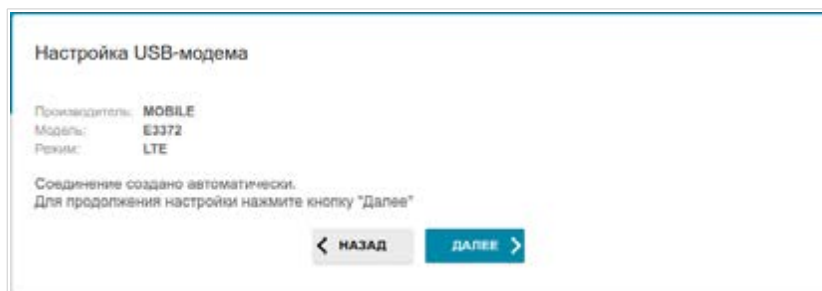 Настройка USB-модема
Производитель: MOBILE
Модель: E3372
Режим: LTE
Соединение создано автоматически.
Для продолжения настройки нажмите кнопку "Далее"
НАЗАД
ДАЛЕЕ